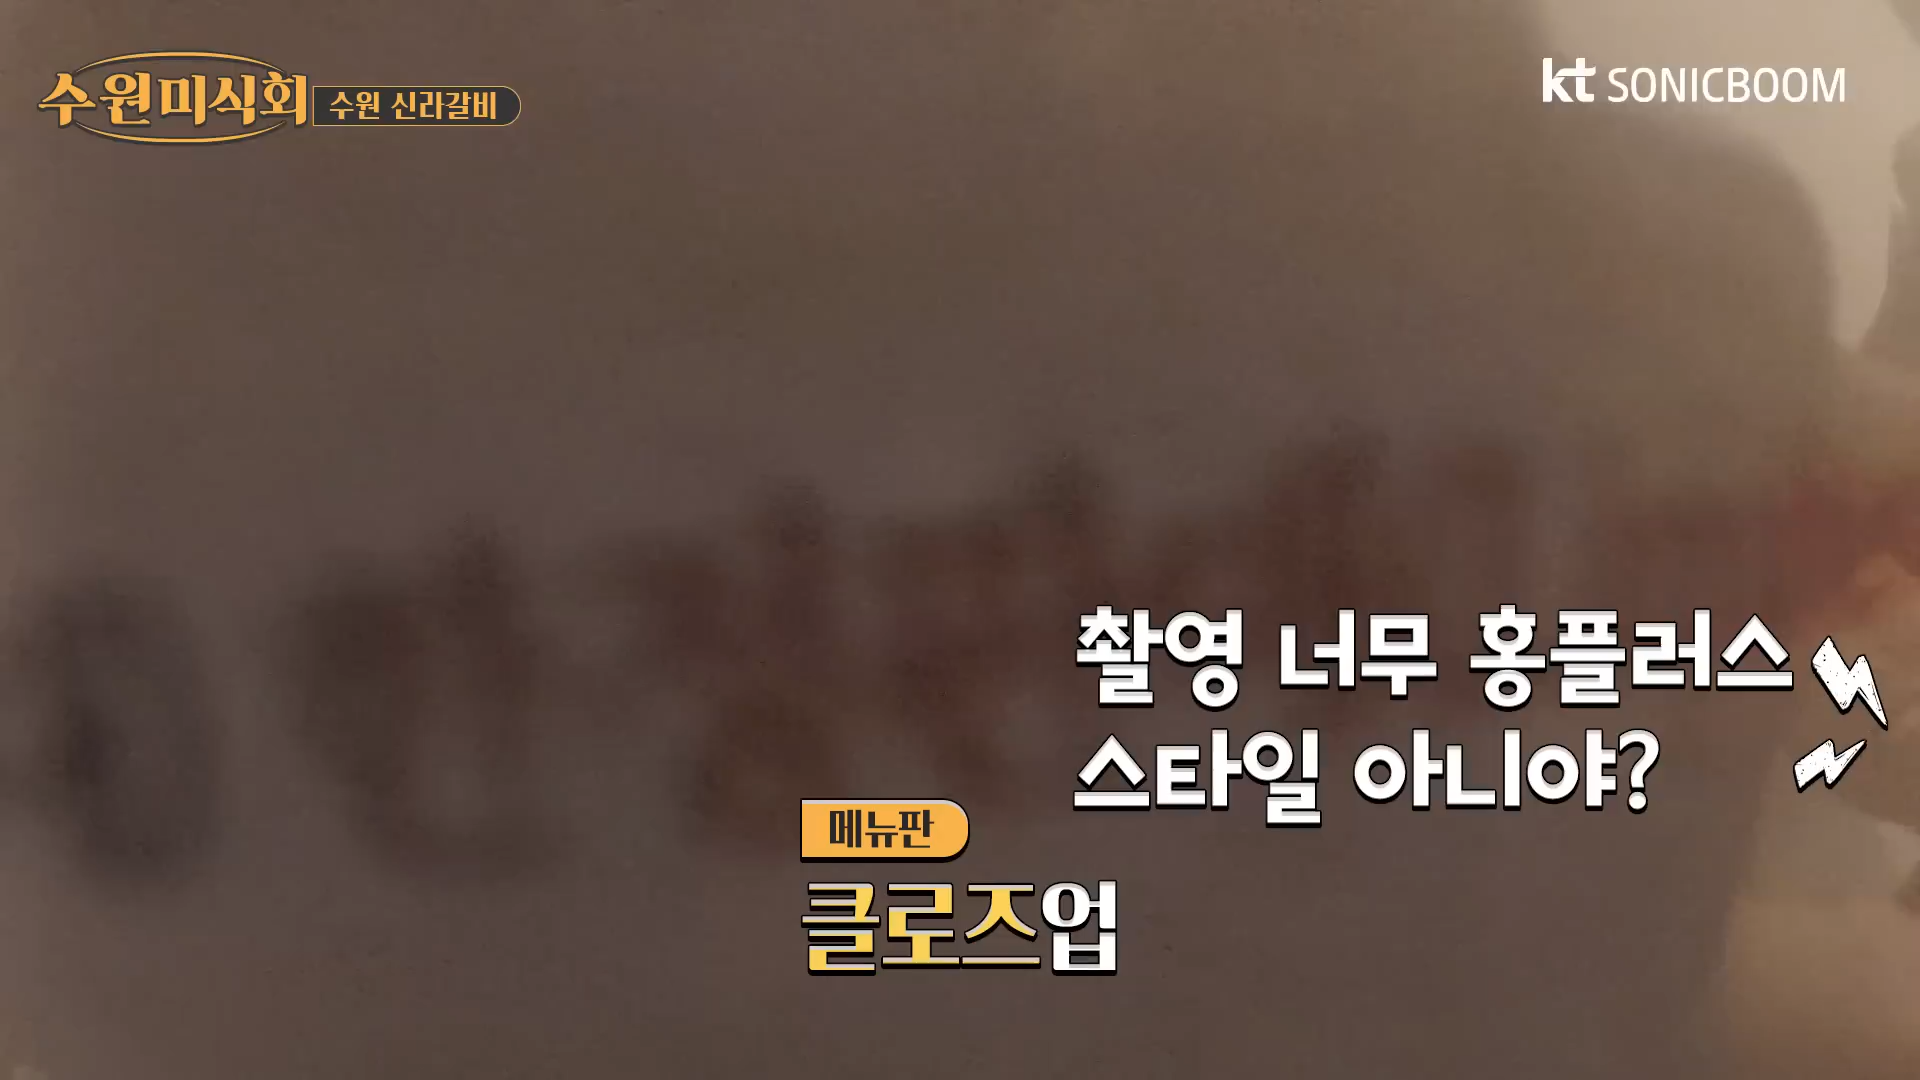 수원미식회
수원 신라갈비
kt SONICBOOM
촬영 너무 홍플러스
스타일 아니야?
메뉴판
클로즈업